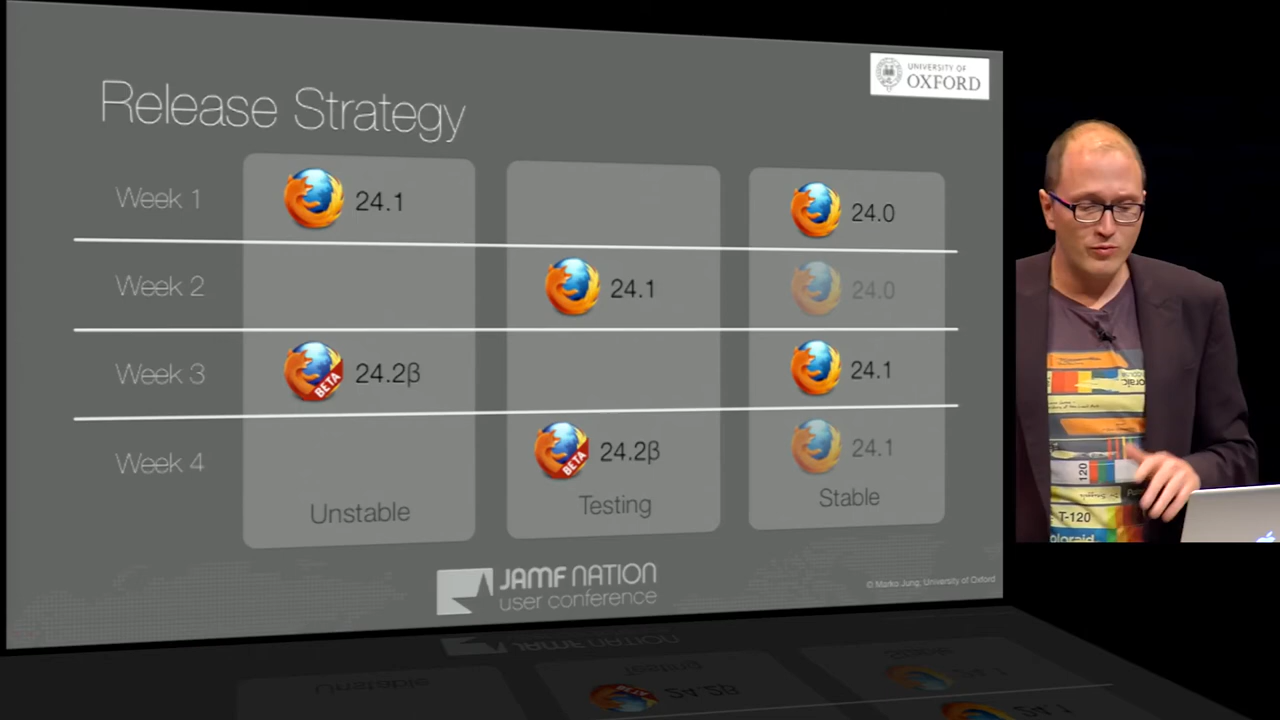 UNIVERSITY OF
OXFORD
Release Strategy
Week 1
24.1
24.0
Week 2
24.1
24.0
Week 3
BETA
24.2β
24.1
Week 4
BETA
24.2β
24.1
Unstable
Testing
Stable
JAMF NATION
user conference
© Marko Jung, University of Oxford
120
T-120